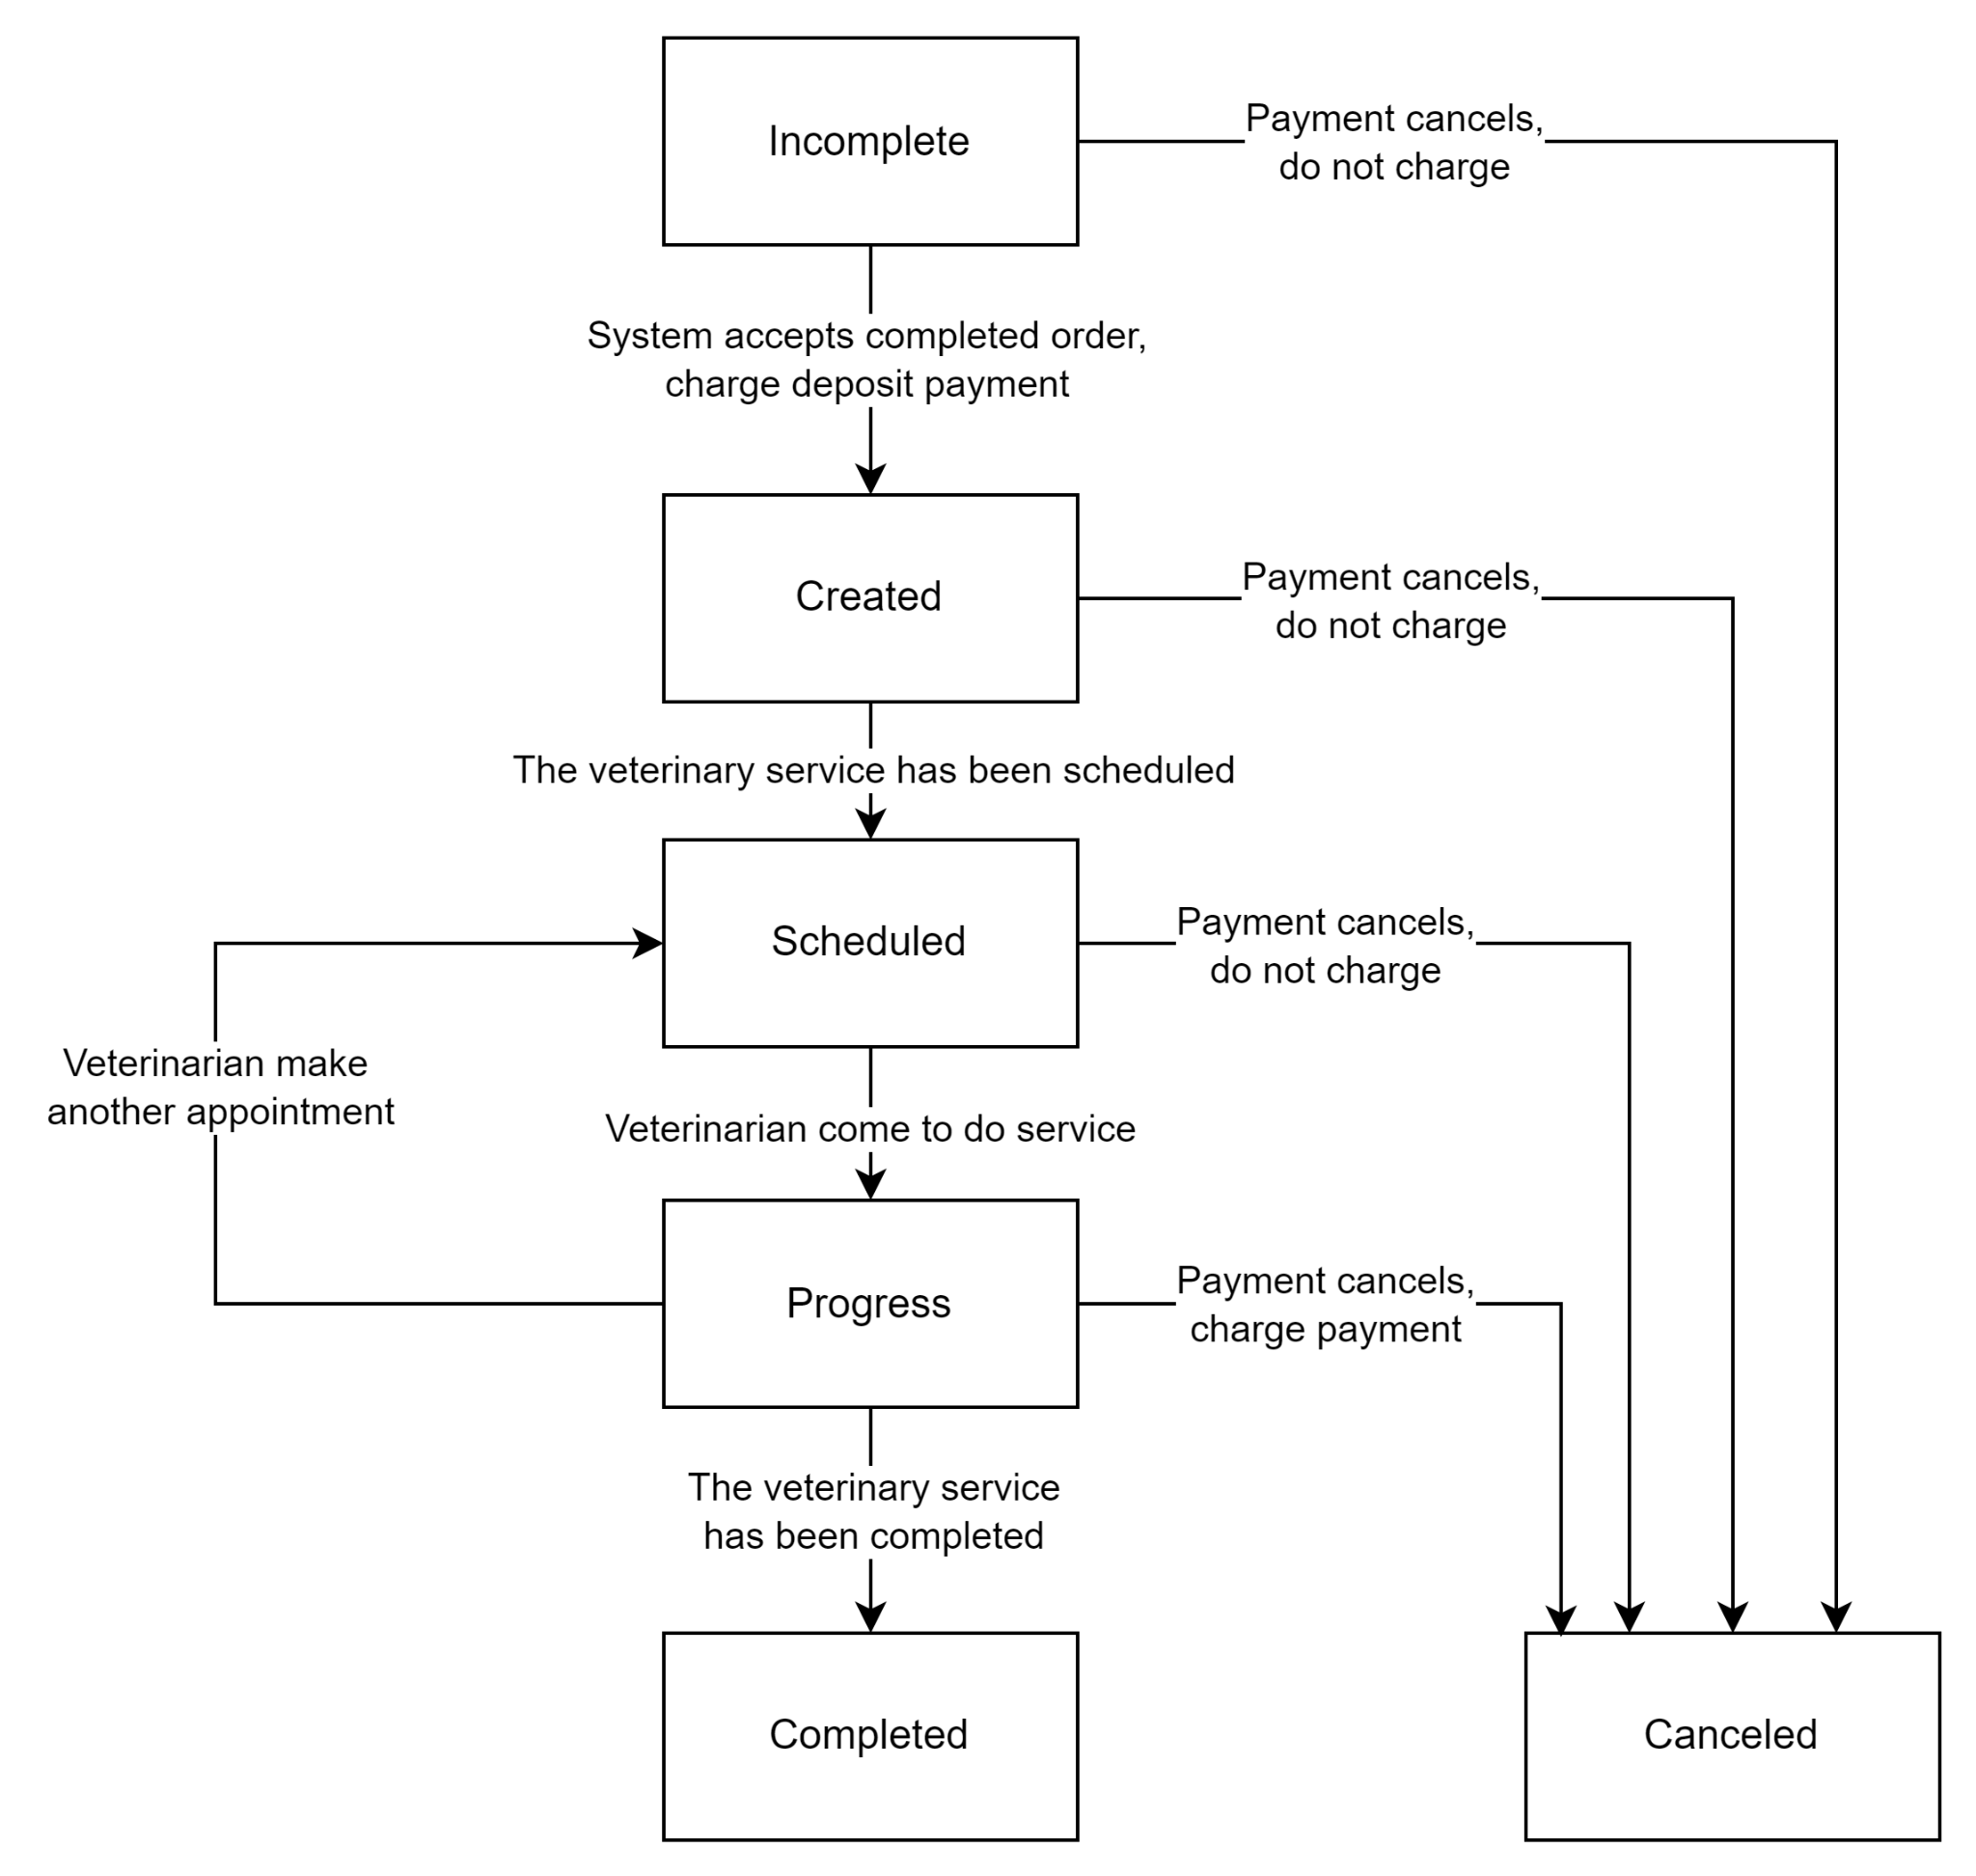 Incomplete
Payment cancels,
do not charge
System accepts completed order,
charge deposit payment
Created
Payment cancels,
do not charge
The veterinary service has been scheduled
Scheduled
Payment cancels,
do not charge
Veterinarian make
another appointment
Veterinarian come to do service
Progress
Payment cancels,
charge payment
The veterinary service
has been completed
Completed
Canceled